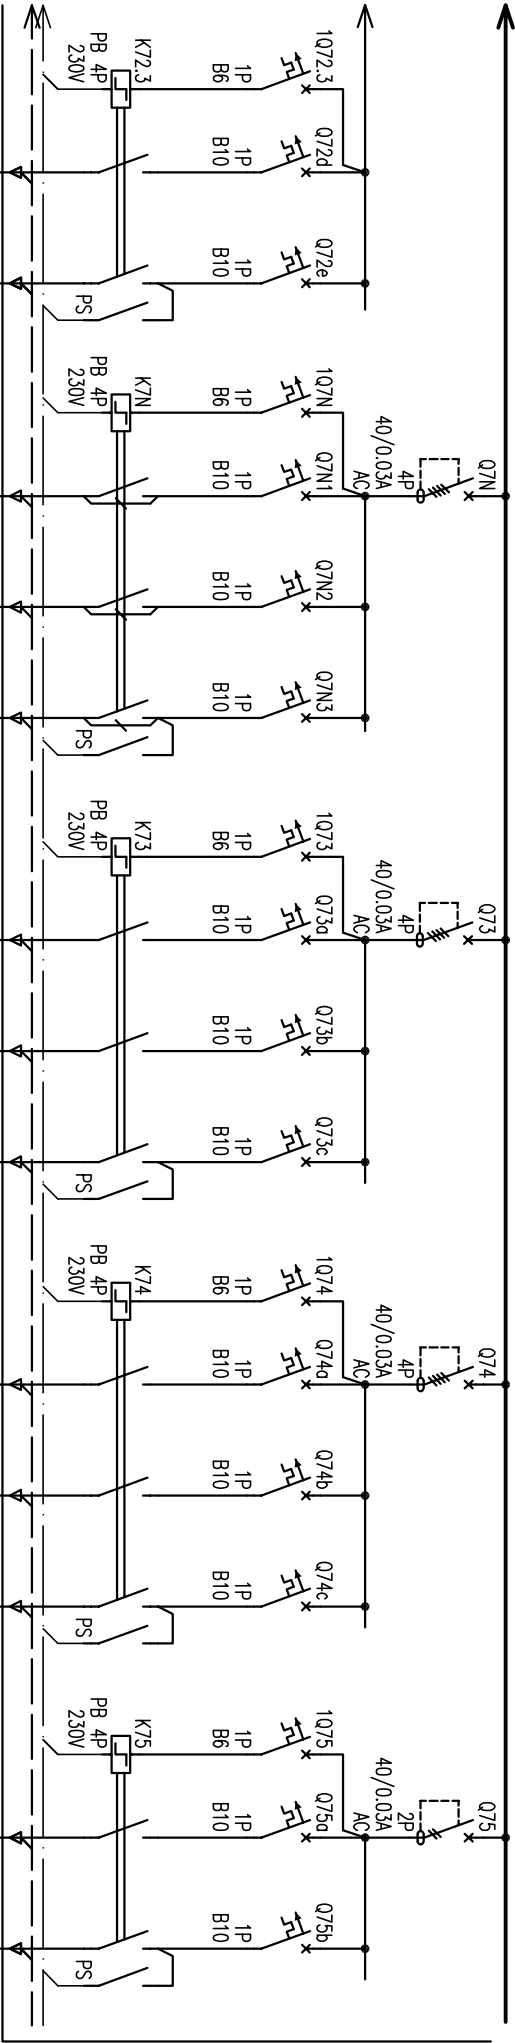 Q7N
4P
40/0.03A
AC
Q73
4P
40/0.03A
AC
Q74
4P
40/0.03A
AC
Q75
2P
40/0.03A
AC
1Q72.3
Q72d
Q72e
1Q7N
Q7N1
Q7N2
Q7N3
1Q73
Q73a
Q73b
Q73c
1Q74
Q74a
Q74b
Q74c
1Q75
Q75a
Q75b
1P
B6
1P
B10
1P
B10
1P
B6
1P
B10
1P
B10
1P
B10
1P
B6
1P
B10
1P
B10
1P
B10
1P
B6
1P
B10
1P
B10
1P
B10
1P
B6
1P
B10
1P
B10
K72.3
PB 4P
230V
PS
K7N
PB 4P
230V
PS
K73
PB 4P
230V
PS
K74
PB 4P
230V
PS
K75
PB 4P
230V
PS